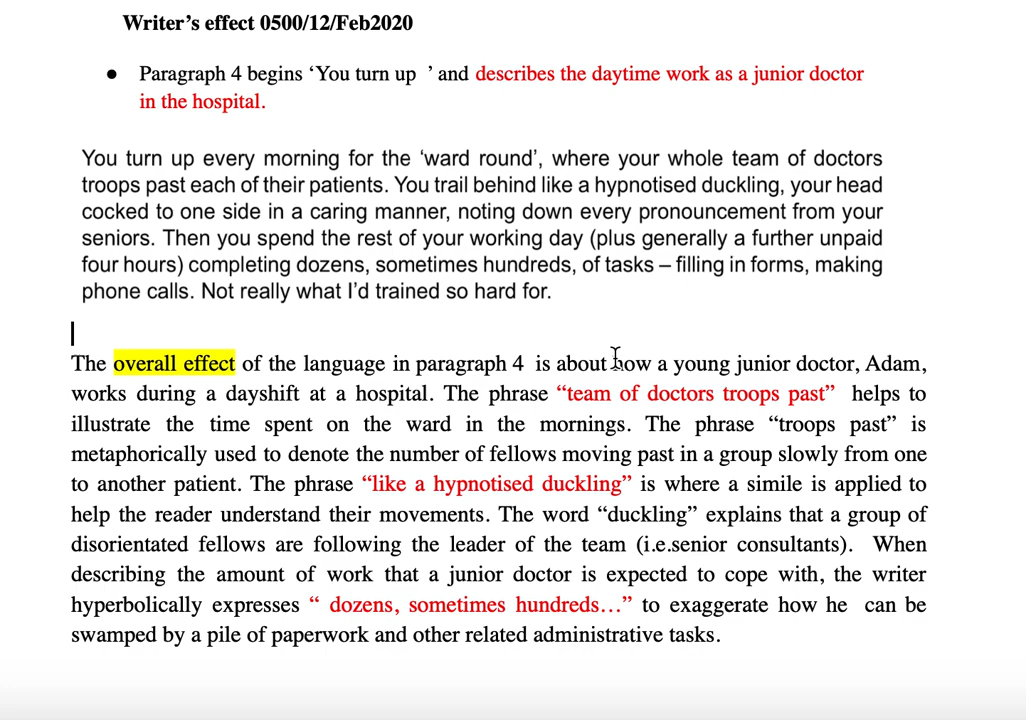 Writer’s effect 0500/12/Feb2020
● Paragraph 4 begins ‘You turn up ’ and describes the daytime work as a junior doctor
in the hospital.
You turn up every morning for the ‘ward round’, where your whole team of doctors
troops past each of their patients. You trail behind like a hypnotised duckling, your head
cocked to one side in a caring manner, noting down every pronouncement from your
seniors. Then you spend the rest of your working day (plus generally a further unpaid
four hours) completing dozens, sometimes hundreds, of tasks – filling in forms, making
phone calls. Not really what I’d trained so hard for.
The overall effect of the language in paragraph 4 is about how a young junior doctor, Adam,
works during a dayshift at a hospital. The phrase “team of doctors troops past” helps to
illustrate the time spent on the ward in the mornings. The phrase “troops past” is
metaphorically used to denote the number of fellows moving past in a group slowly from one
to another patient. The phrase “like a hypnotised duckling” is where a simile is applied to
help the reader understand their movements. The word “duckling” explains that a group of
disorientated fellows are following the leader of the team (i.e.senior consultants). When
describing the amount of work that a junior doctor is expected to cope with, the writer
hyperbolically expresses “ dozens, sometimes hundreds…” to exaggerate how he can be
swamped by a pile of paperwork and other related administrative tasks.